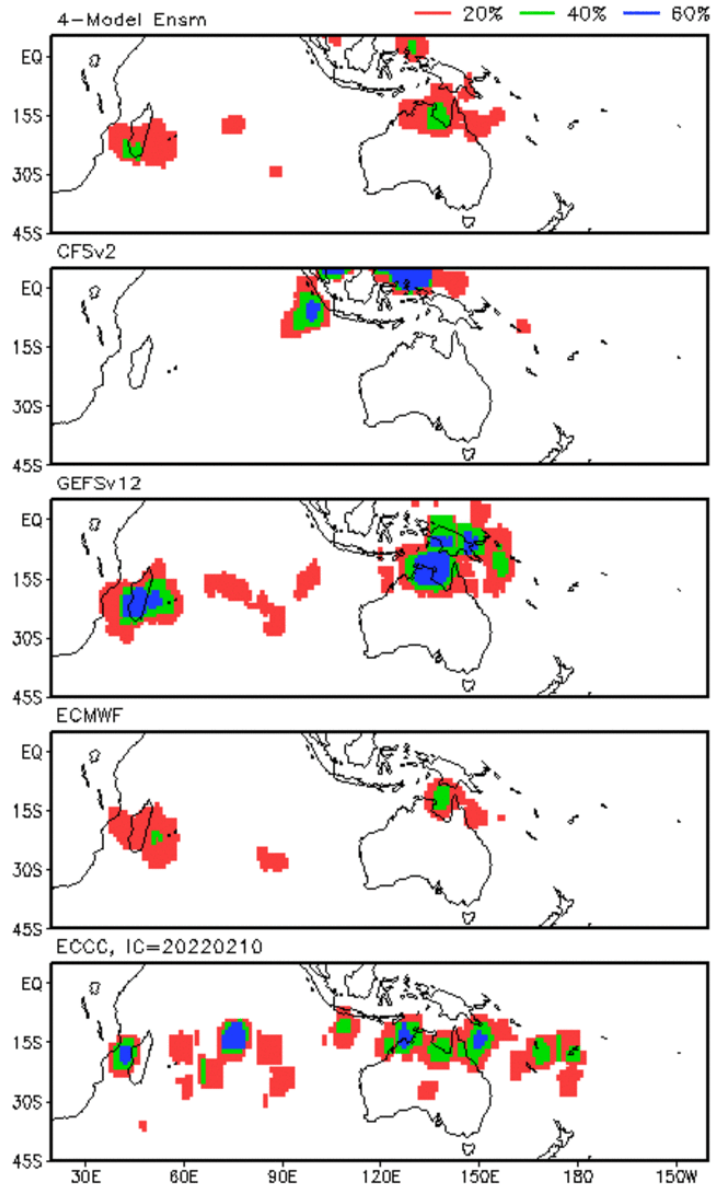 4-Model Ensm 20% 40% 60%
EQ
15S
30S
45S
CFSv2
EQ
15S
30S
45S
GEFSv12
EQ
15S
30S
45S
ECMWF
EQ
15S
30S
45S
ECCC, IC=20220210
EQ
15S
30S
45S
30E 60E 90E 120E 150E 180 150W